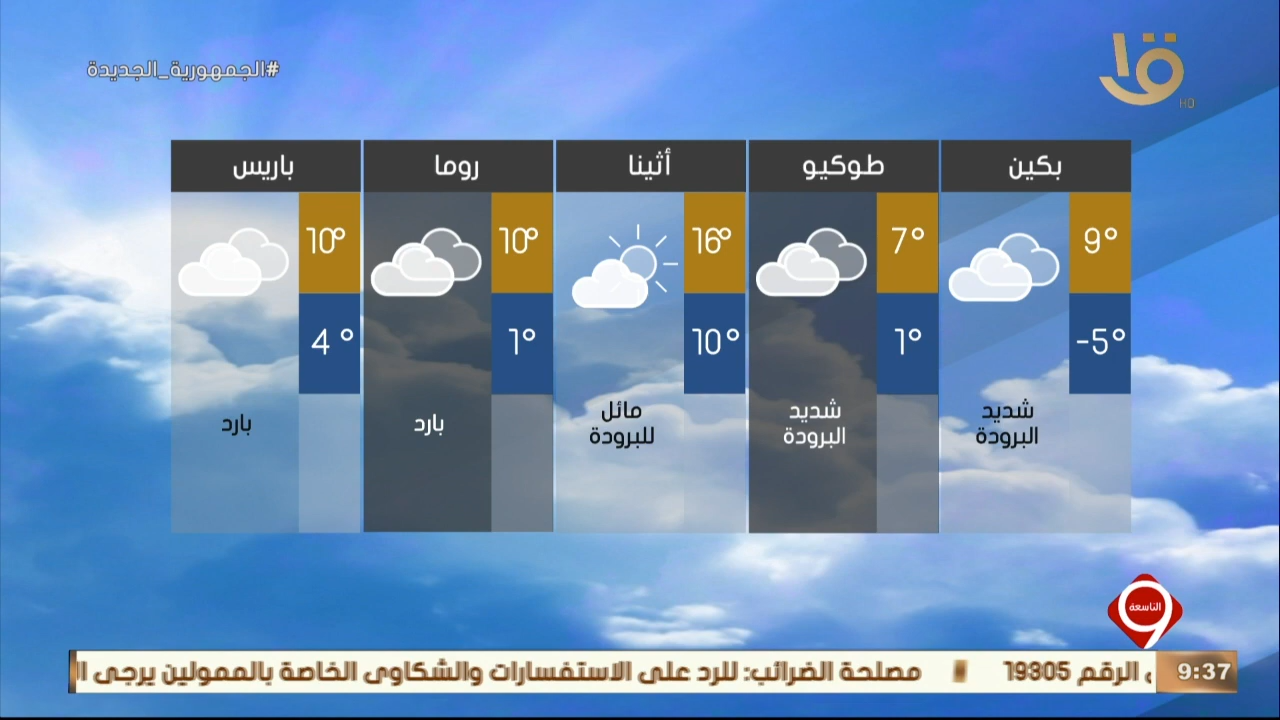 #الجمهورية_الجديدة
HD
بكين
9°
-5°
شديد
البرودة
طوكيو
7°
1°
شديد
البرودة
أثينا
16°
10°
مائل
للبرودة
روما
10°
1°
بارد
باريس
10°
4°
بارد
التاسعة
9
9:37
الرقم 19805
مصلحة الضرائب: للرد على الاستفسارات والشكاوى الخاصة بالممولين يرجى